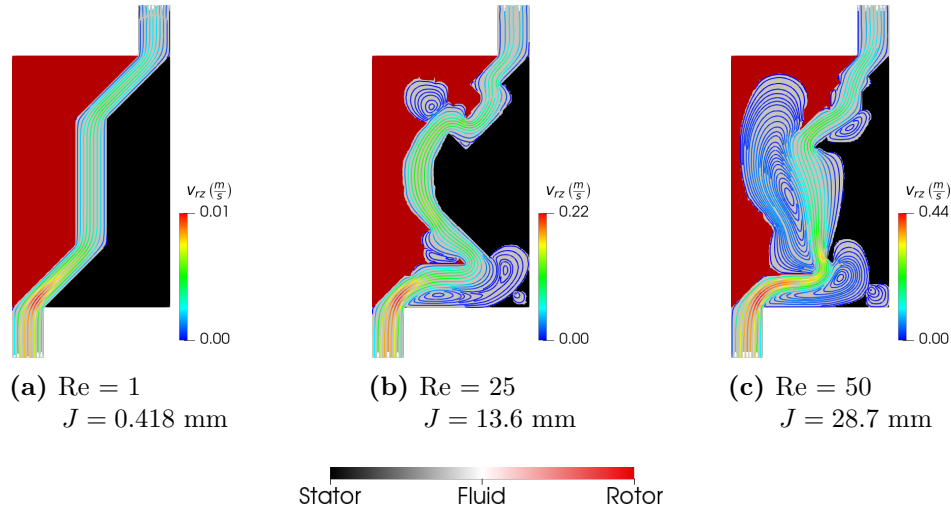 v_rz (m/s)
0.01
0.00
v_rz (m/s)
0.22
0.00
v_rz (m/s)
0.44
0.00
(a) Re = 1
J = 0.418 mm
(b) Re = 25
J = 13.6 mm
(c) Re = 50
J = 28.7 mm
Stator Fluid Rotor